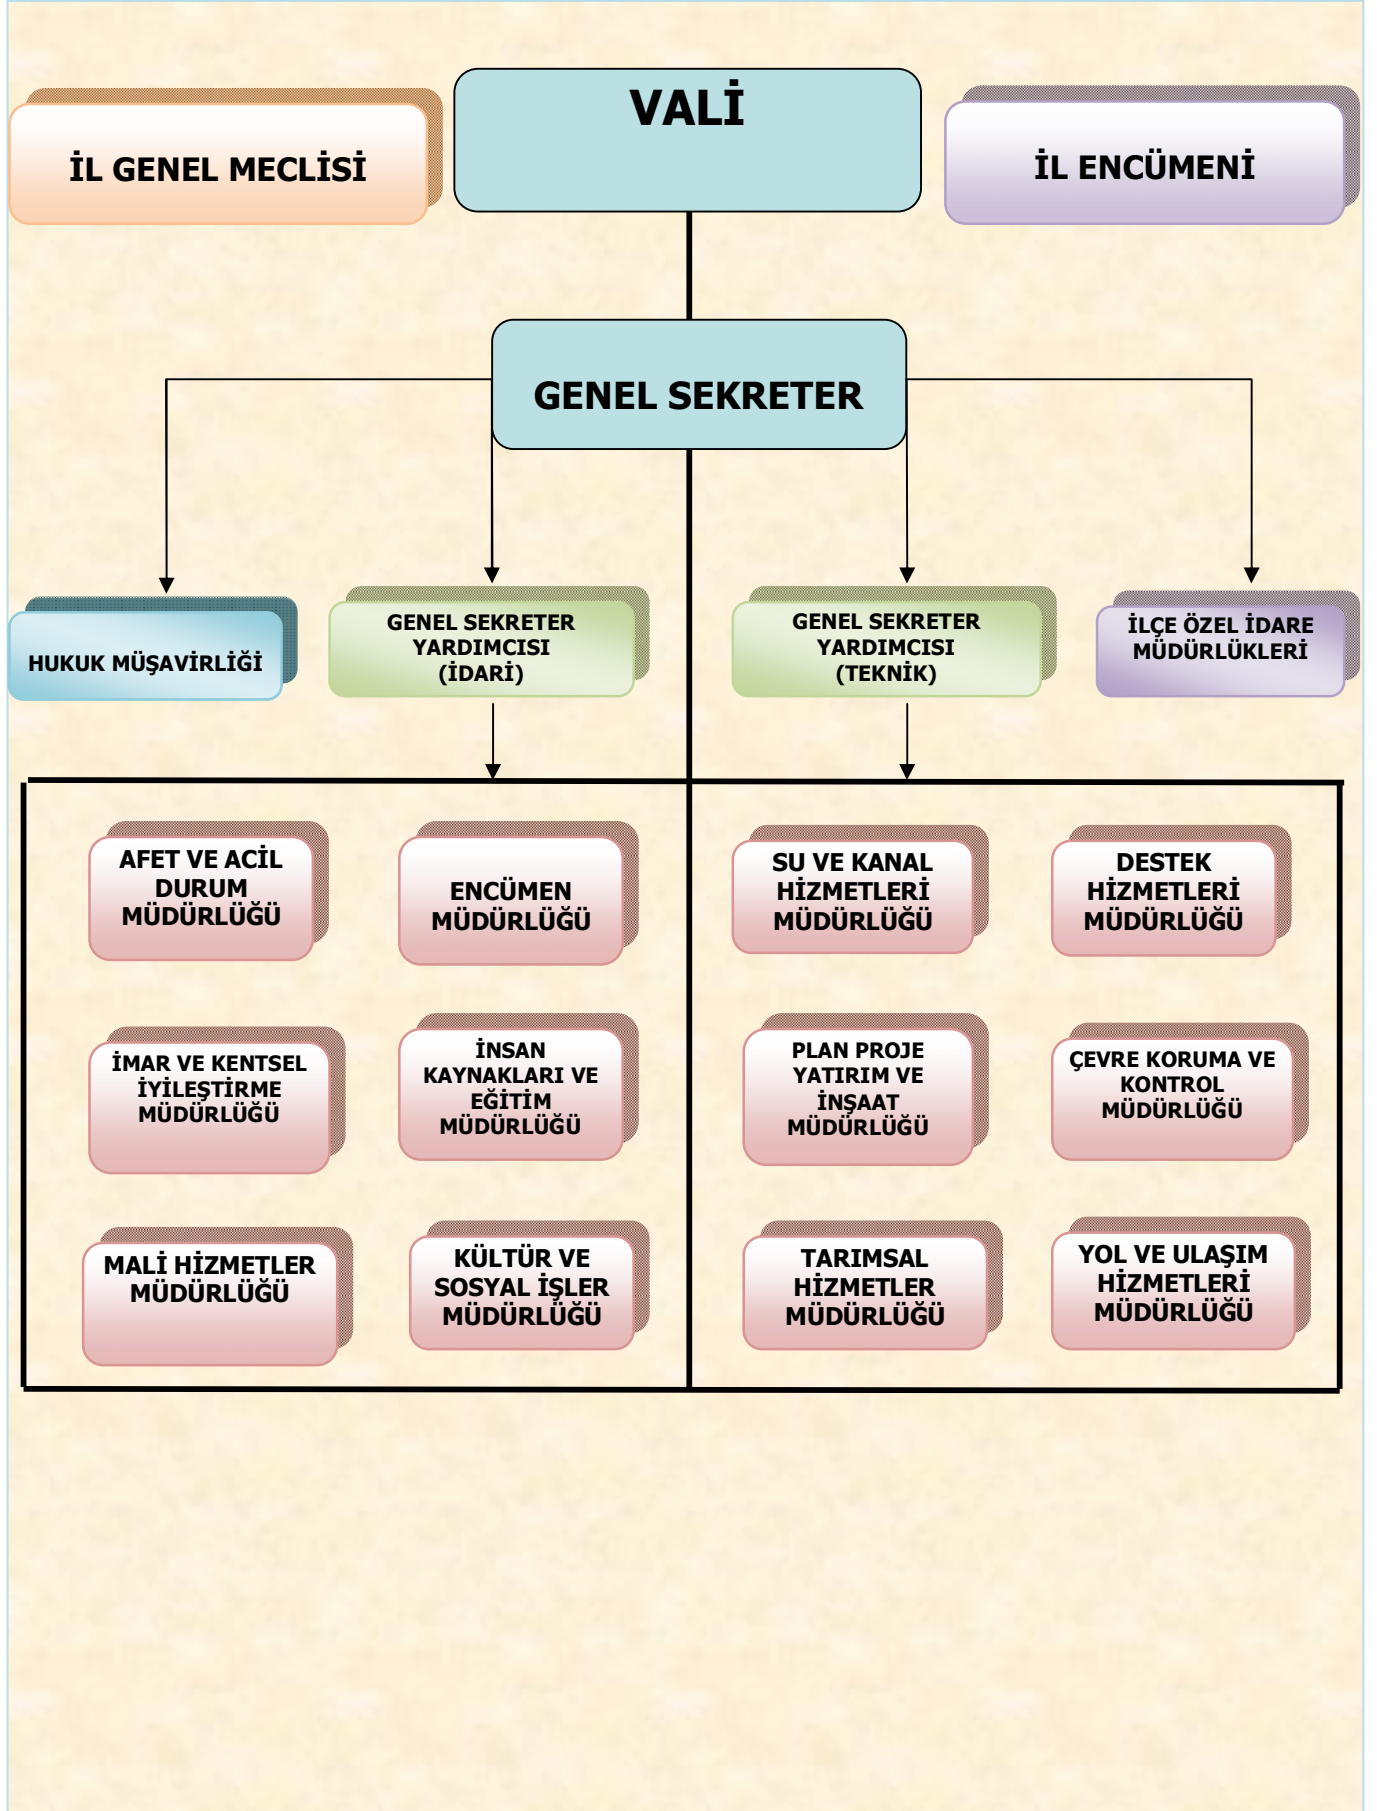 İL GENEL MECLİSİ
VALİ
İL ENCÜMENİ
GENEL SEKRETER
HUKUK MÜŞAVİRLİĞİ
GENEL SEKRETER
YARDIMCISI
(İDARİ)
GENEL SEKRETER
YARDIMCISI
(TEKNİK)
İLÇE ÖZEL İDARE
MÜDÜRLÜKLERİ
AFET VE ACİL
DURUM
MÜDÜRLÜĞÜ
ENCÜMEN
MÜDÜRLÜĞÜ
SU VE KANAL
HİZMETLERİ
MÜDÜRLÜĞÜ
DESTEK
HİZMETLERİ
MÜDÜRLÜĞÜ
İMAR VE KENTSEL
İYİLEŞTİRME
MÜDÜRLÜĞÜ
İNSAN
KAYNAKLARI VE
EĞİTİM
MÜDÜRLÜĞÜ
PLAN PROJE
YATIRIM VE
İNŞAAT
MÜDÜRLÜĞÜ
ÇEVRE KORUMA VE
KONTROL
MÜDÜRLÜĞÜ
MALİ HİZMETLER
MÜDÜRLÜĞÜ
KÜLTÜR VE
SOSYAL İŞLER
MÜDÜRLÜĞÜ
TARIMSAL
HİZMETLER
MÜDÜRLÜĞÜ
YOL VE ULAŞIM
HİZMETLERİ
MÜDÜRLÜĞÜ